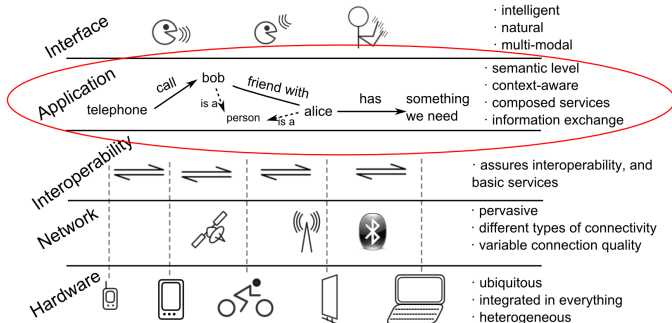 Interface
· intelligent
· natural
· multi-modal
Application
telephone
call
bob
is a
person
friend with
is a
alice
has
something
we need
· semantic level
· context-aware
· composed services
· information exchange
Interoperability
· assures interoperability, and
basic services
Network
· pervasive
· different types of connectivity
· variable connection quality
Hardware
· ubiquitous
· integrated in everything
· heterogeneous